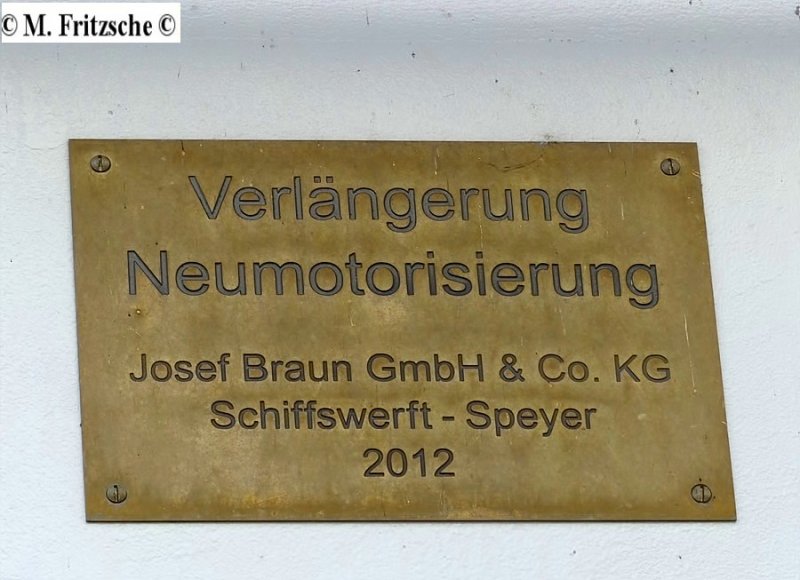 © M. Fritzsche ©
Verlängerung
Neumotorisierung
Josef Braun GmbH & Co. KG
Schiffswerft - Speyer
2012